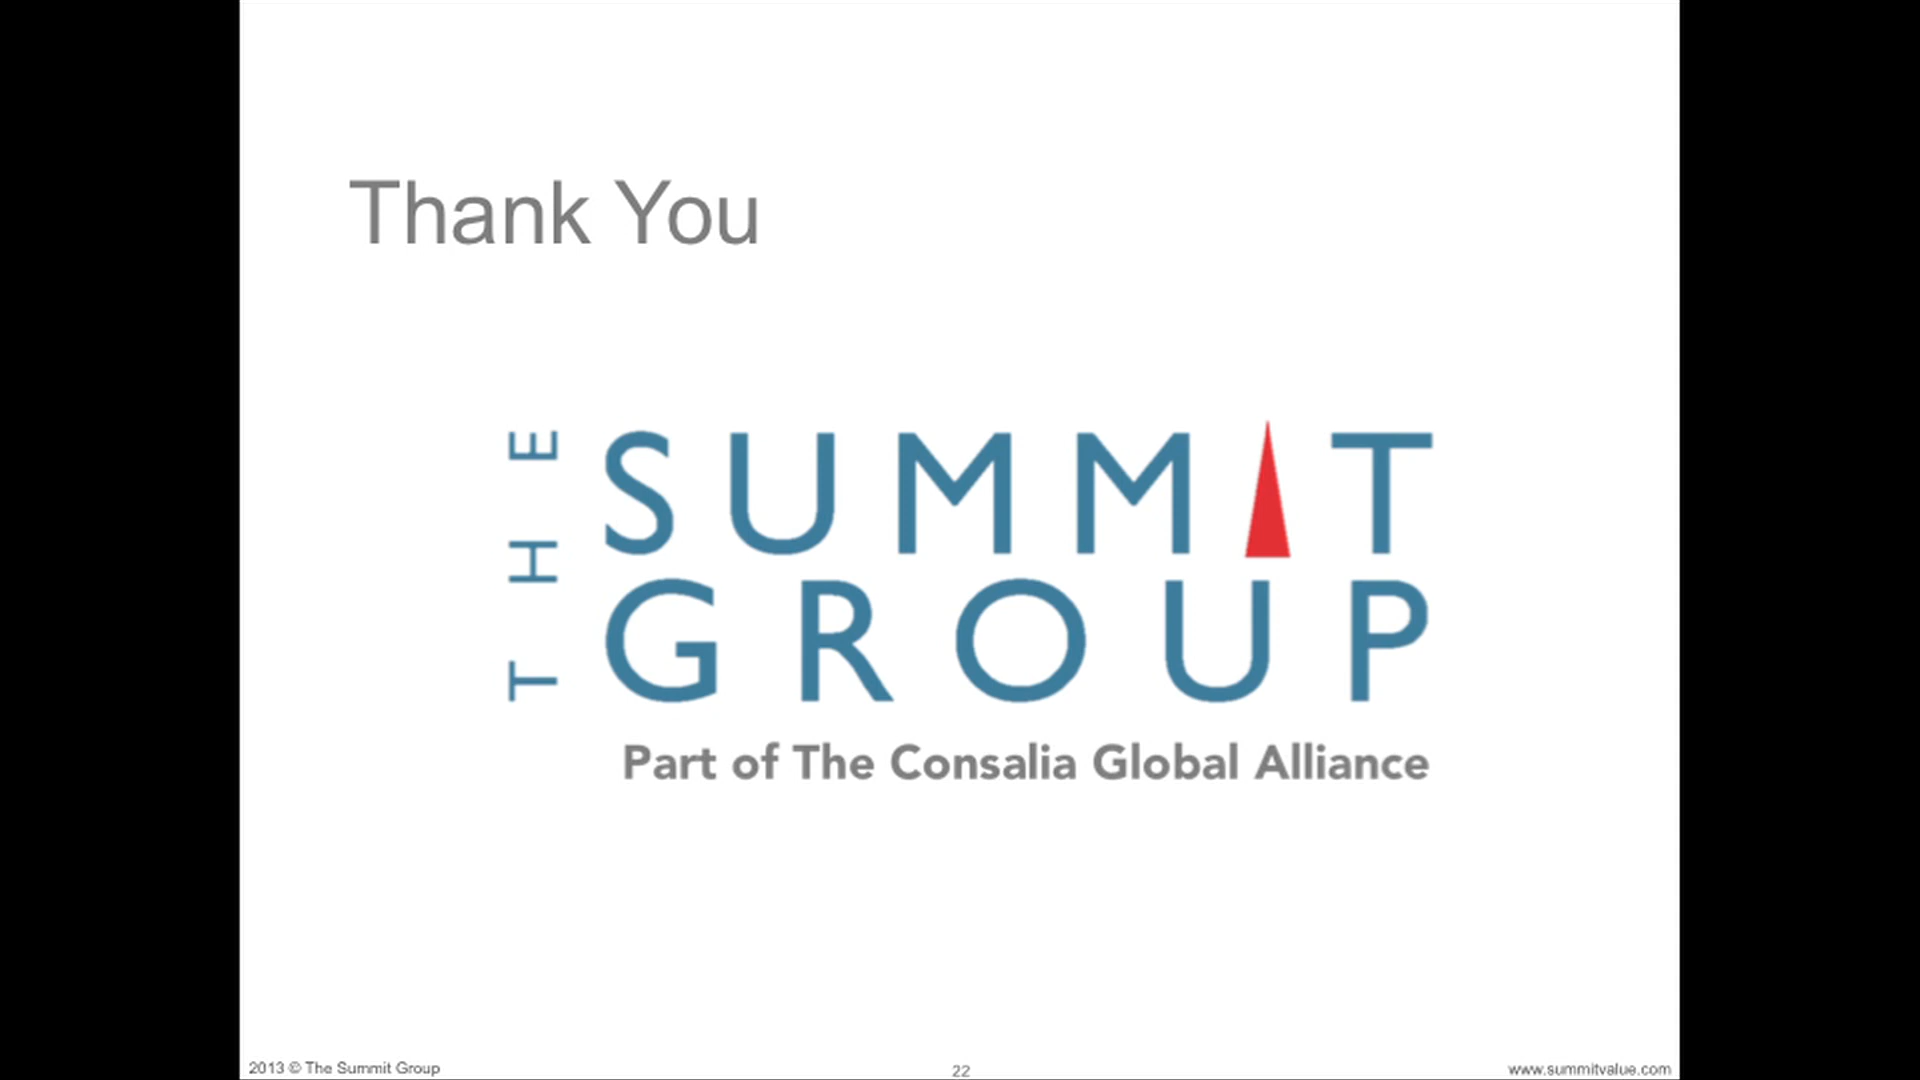 Thank You
THE
SUMMIT
GROUP
Part of The Consalia Global Alliance
2013 © The Summit Group
22
www.summitvalue.com